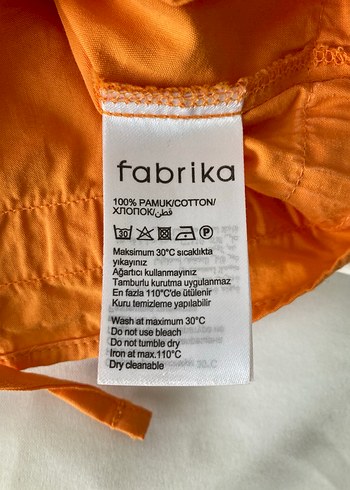 fabrika
100% PAMUK/COTTON/
ХЛОПОК/قطن
30 P
Maksimum 30°C sıcaklıkta
yıkayınız
Ağartıcı kullanmayınız
Tamburlu kurutma uygulanmaz
En fazla 110°C'de ütülenir
Kuru temizleme yapılabilir
Wash at maximum 30°C
Do not use bleach
Do not tumble dry
Iron at max.110°C
Dry cleanable